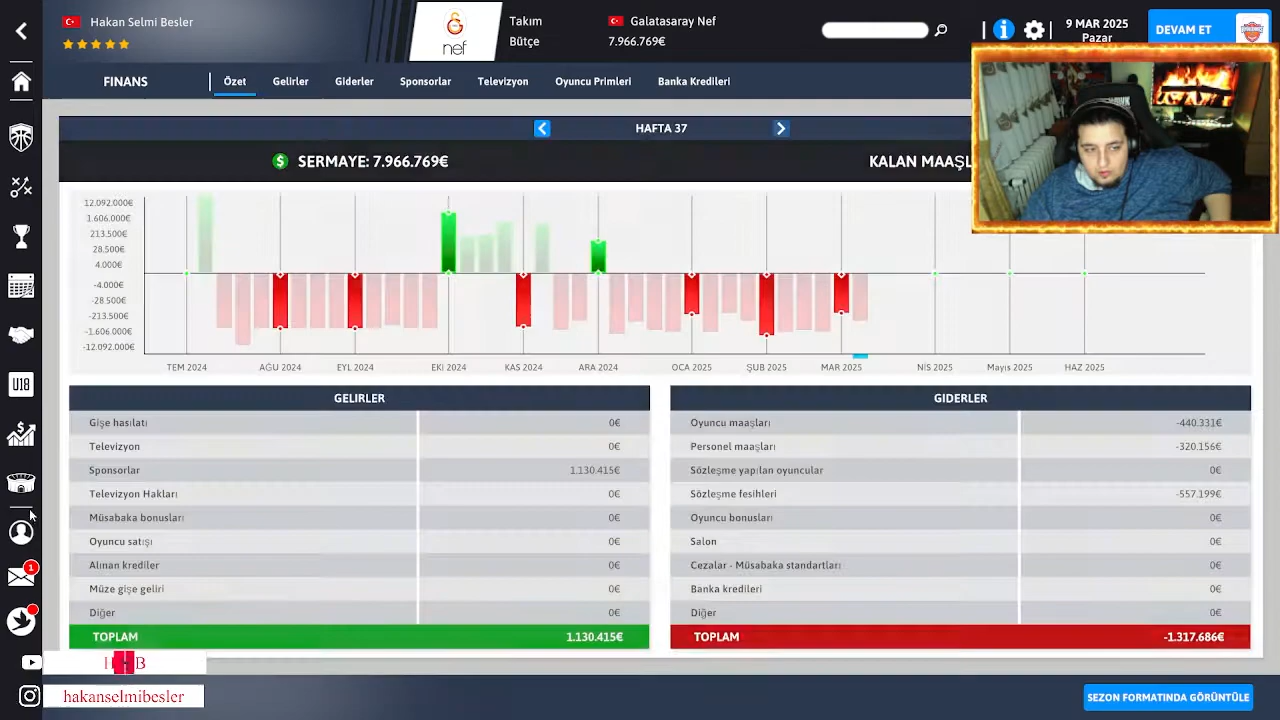 Hakan Selmi Besler
nef
Takım
Bütçe
Galatasaray Nef
7.966.769€
9 MAR 2025
Pazar
DEVAM ET
FINANS
Özet
Gelirler
Giderler
Sponsorlar
Televizyon
Oyuncu Primleri
Banka Kredileri
HAFTA 37
SERMAYE: 7.966.769€
KALAN MAAŞL
12.092.000€
1.606.000€
213.500€
28.500€
4.000€
-4.000€
-28.500€
-213.500€
-1.606.000€
-12.092.000€
TEM 2024
AĞU 2024
EYL 2024
EKİ 2024
KAS 2024
ARA 2024
OCA 2025
ŞUB 2025
MAR 2025
NİS 2025
Mayıs 2025
HAZ 2025
GELIRLER
Gişe hasılatı 0€
Televizyon 0€
Sponsorlar 1.130.415€
Televizyon Hakları 0€
Müsabaka bonusları 0€
Oyuncu satışı 0€
Alınan krediler 0€
Müze gişe geliri 0€
Diğer 0€
TOPLAM 1.130.415€
GIDERLER
Oyuncu maaşları -440.331€
Personel maaşları -320.156€
Sözleşme yapılan oyuncular 0€
Sözleşme fesihleri -557.199€
Oyuncu bonusları 0€
Salon 0€
Cezalar - Müsabaka standartları 0€
Banka kredileri 0€
Diğer 0€
TOPLAM -1.317.686€
U18
1
hakanselmibesler
SEZON FORMATINDA GÖRÜNTÜLE